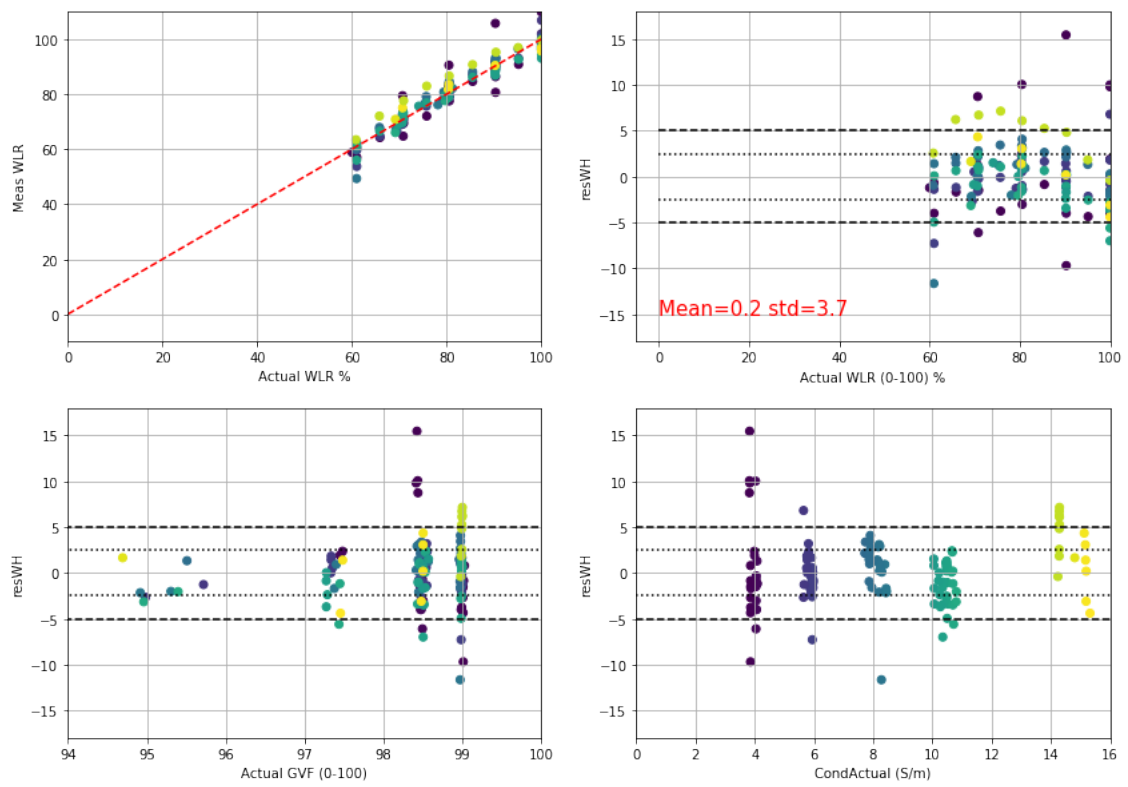 100
80
60
40
20
0
Meas WLR
0 20 40 60 80 100
Actual WLR %
15
10
5
0
−5
−10
−15
resWH
Mean=0.2 std=3.7
0 20 40 60 80 100
Actual WLR (0-100) %
15
10
5
0
−5
−10
−15
resWH
94 95 96 97 98 99 100
Actual GVF (0-100)
15
10
5
0
−5
−10
−15
resWH
0 2 4 6 8 10 12 14 16
CondActual (S/m)